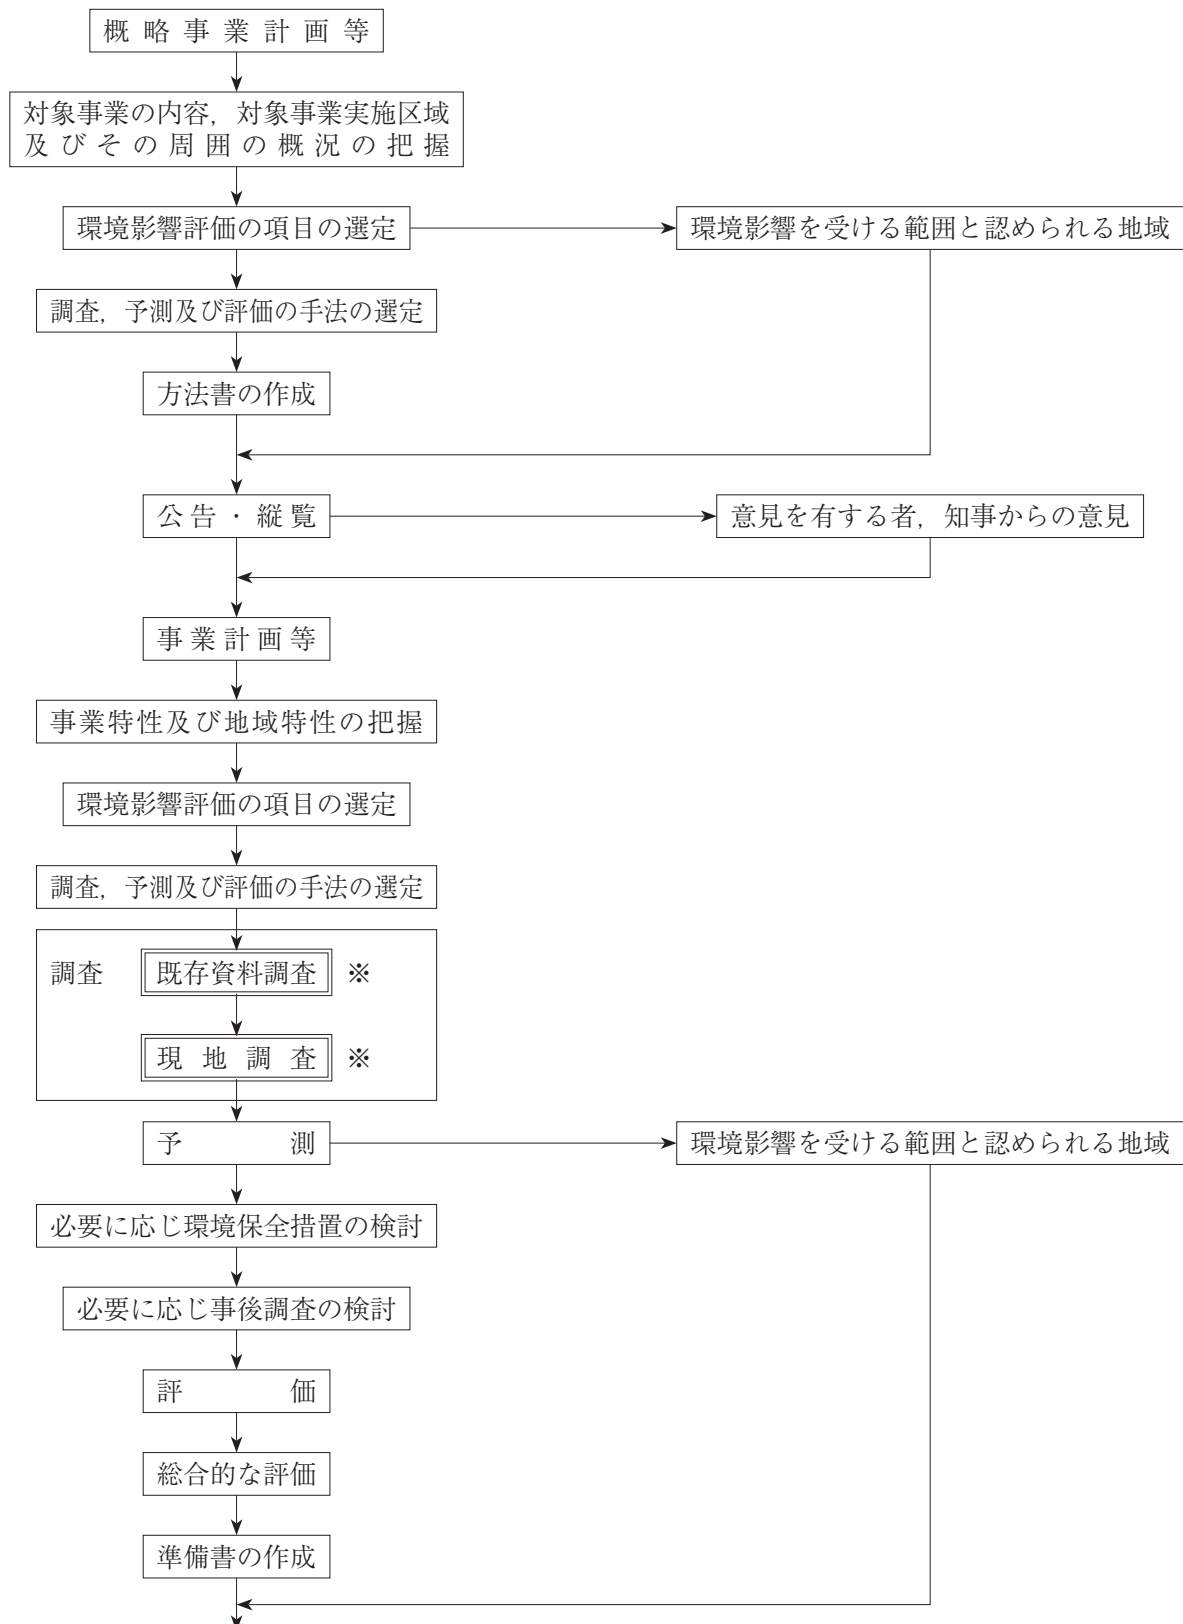 概略事業計画等
対象事業の内容，対象事業実施区域
及びその周囲の概況の把握
環境影響評価の項目の選定
環境影響を受ける範囲と認められる地域
調査，予測及び評価の手法の選定
方法書の作成
公告・縦覧
意見を有する者，知事からの意見
事業計画等
事業特性及び地域特性の把握
環境影響評価の項目の選定
調査，予測及び評価の手法の選定
調査 既存資料調査 ※
現地調査 ※
予測
環境影響を受ける範囲と認められる地域
必要に応じ環境保全措置の検討
必要に応じ事後調査の検討
評価
総合的な評価
準備書の作成